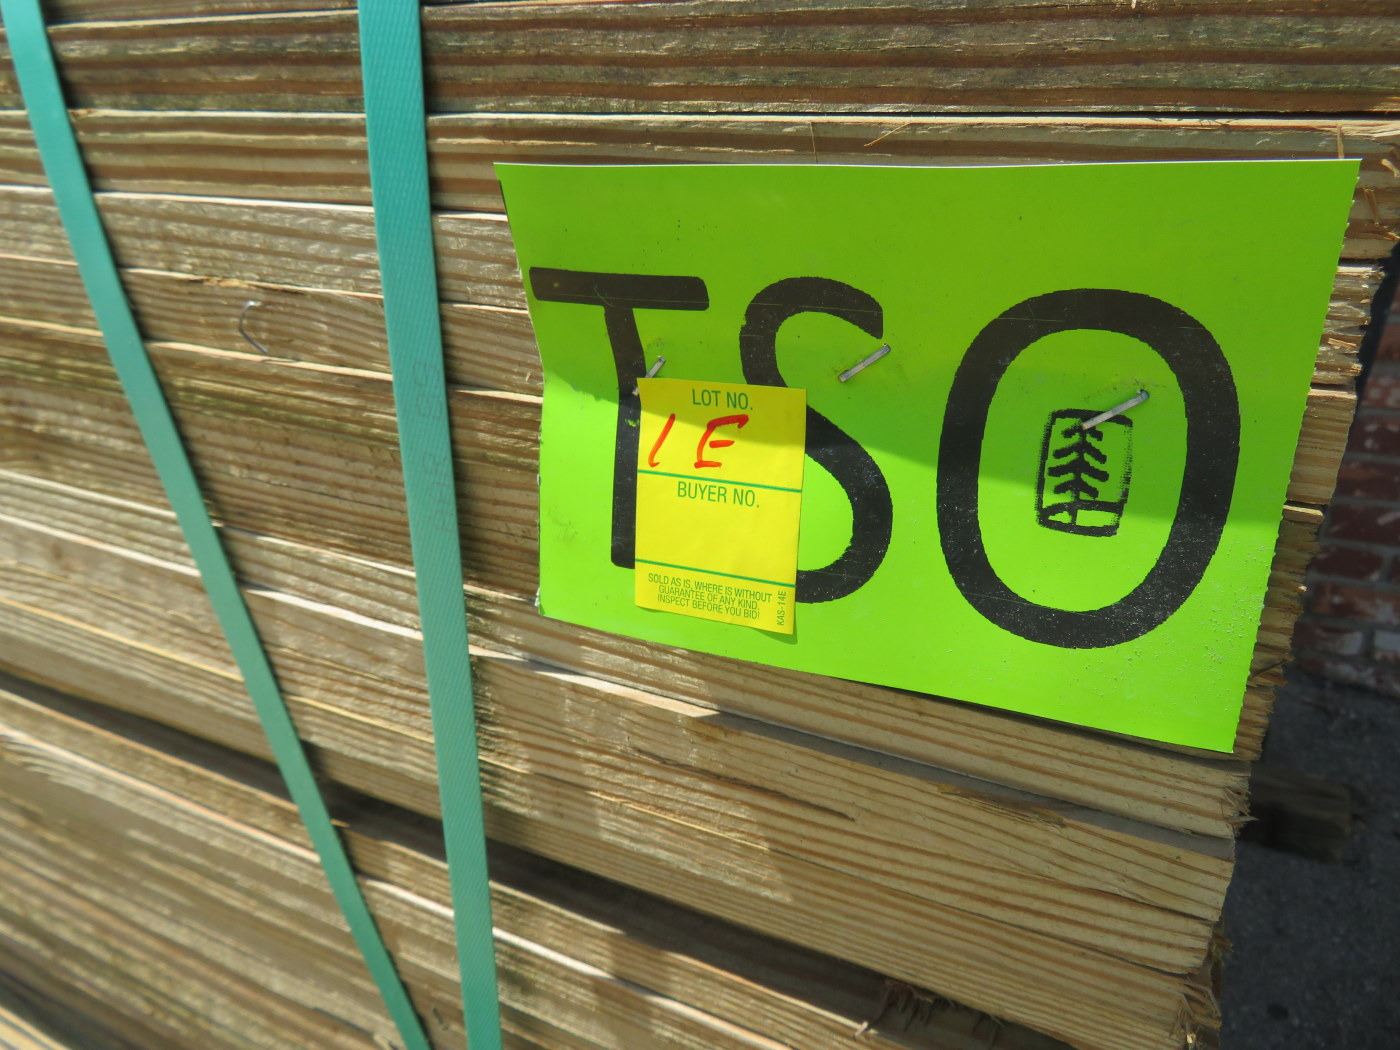 TSO
LOT NO.
1 E
BUYER NO.
SOLD AS IS, WHERE IS WITHOUT
GUARANTEE OF ANY KIND.
INSPECT BEFORE YOU BID!
KAS-14E